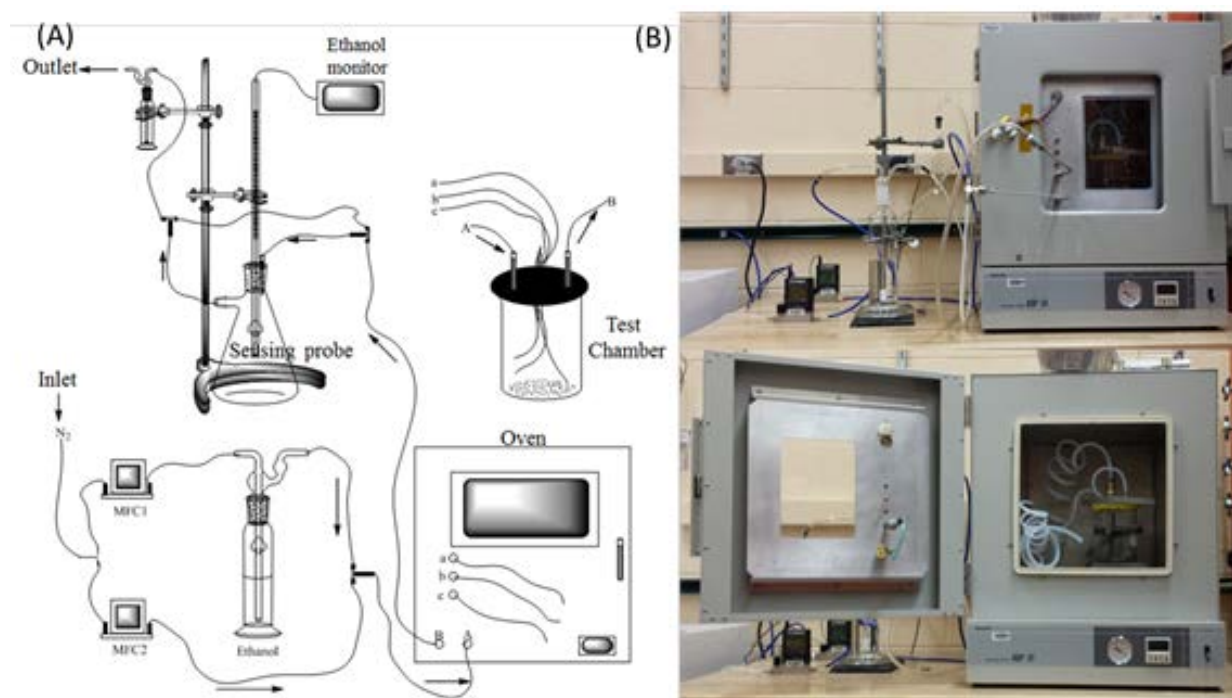 (A)
Outlet
Ethanol
monitor
(B)
a
b
c
A
B
Sensing probe
Test
Chamber
Inlet
N2
MFC1
MFC2
Ethanol
Oven
a
b
c
B
A